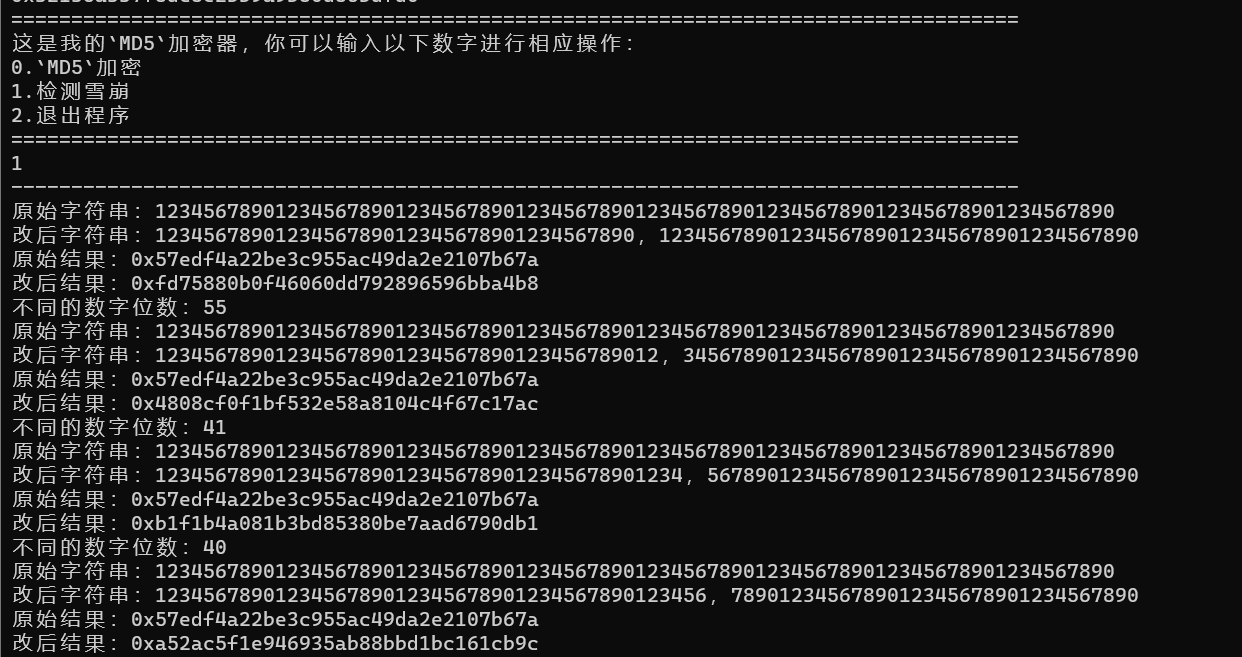 ====================================================================================
这是我的`MD5`加密器，你可以输入以下数字进行相应操作：
0.`MD5`加密
1.检测雪崩
2.退出程序
====================================================================================
1
------------------------------------------------------------------------------------
原始字符串：12345678901234567890123456789012345678901234567890123456789012345678901234567890
改后字符串：1234567890123456789012345678901234567890，1234567890123456789012345678901234567890
原始结果：0x57edf4a22be3c955ac49da2e2107b67a
改后结果：0xfd75880b0f46060dd792896596bba4b8
不同的数字位数：55
原始字符串：12345678901234567890123456789012345678901234567890123456789012345678901234567890
改后字符串：123456789012345678901234567890123456789012，34567890123456789012345678901234567890
原始结果：0x57edf4a22be3c955ac49da2e2107b67a
改后结果：0x4808cf0f1bf532e58a8104c4f67c17ac
不同的数字位数：41
原始字符串：12345678901234567890123456789012345678901234567890123456789012345678901234567890
改后字符串：12345678901234567890123456789012345678901234，567890123456789012345678901234567890
原始结果：0x57edf4a22be3c955ac49da2e2107b67a
改后结果：0xb1f1b4a081b3bd85380be7aad6790db1
不同的数字位数：40
原始字符串：12345678901234567890123456789012345678901234567890123456789012345678901234567890
改后字符串：1234567890123456789012345678901234567890123456，7890123456789012345678901234567890
原始结果：0x57edf4a22be3c955ac49da2e2107b67a
改后结果：0xa52ac5f1e946935ab88bbd1bc161cb9c